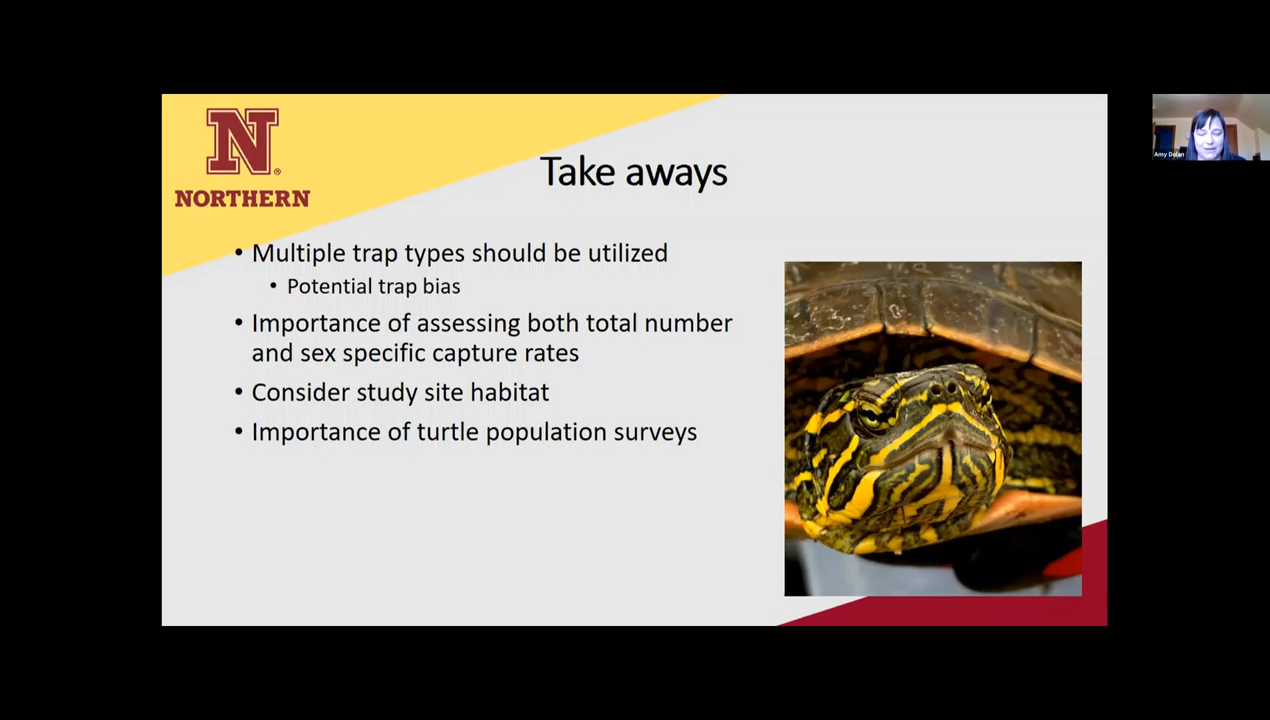 N
NORTHERN
Take aways
• Multiple trap types should be utilized
• Potential trap bias
• Importance of assessing both total number
and sex specific capture rates
• Consider study site habitat
• Importance of turtle population surveys
Amy Dolan